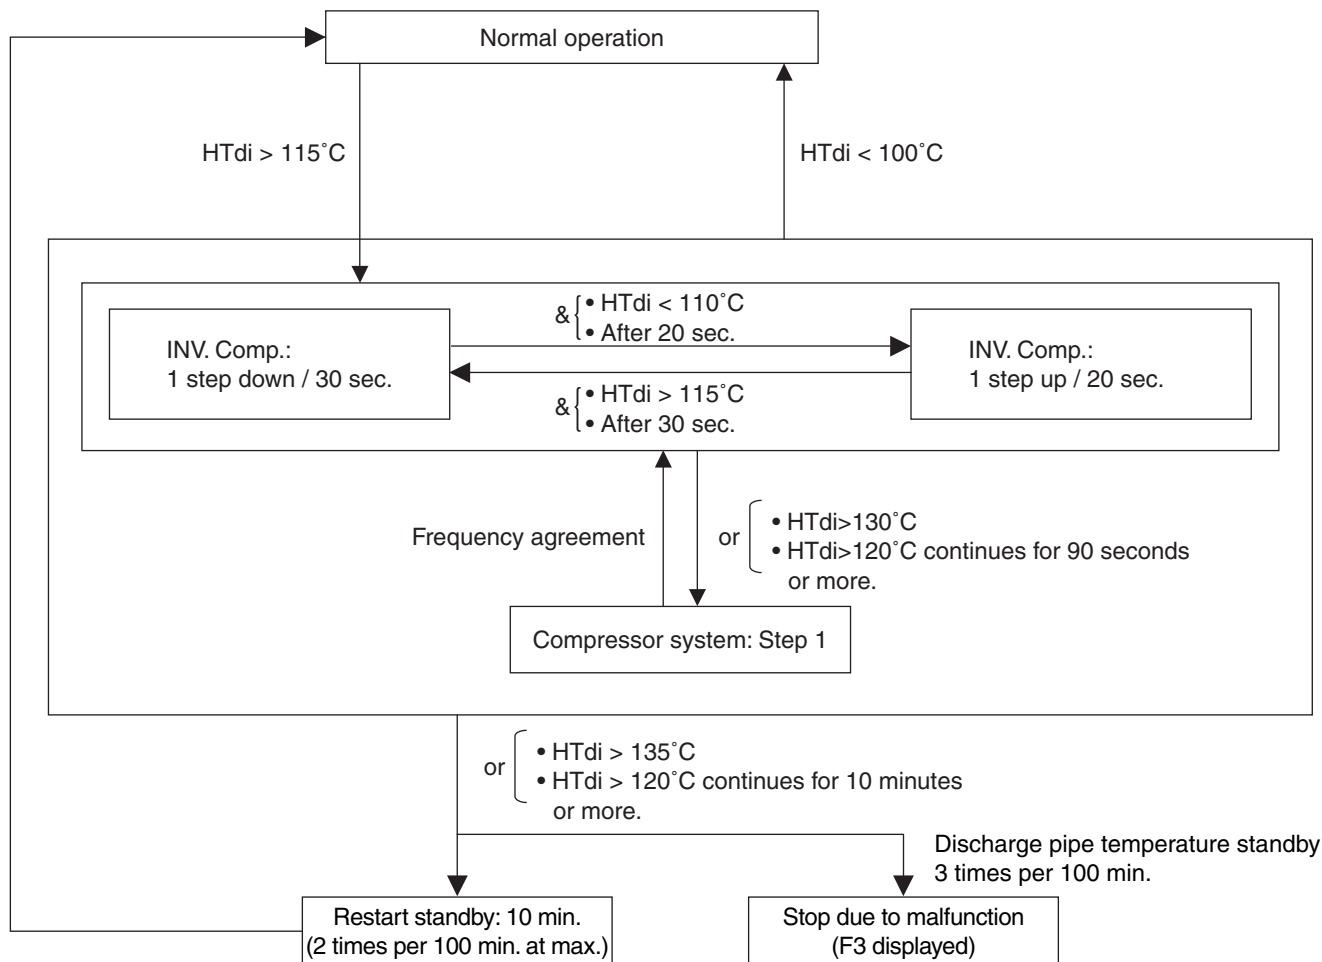 Normal operation
HTdi > 115˚C
HTdi < 100˚C
& • HTdi < 110˚C
• After 20 sec.
INV. Comp.:
1 step down / 30 sec.
INV. Comp.:
1 step up / 20 sec.
& • HTdi > 115˚C
• After 30 sec.
Frequency agreement
or • HTdi>130˚C
• HTdi>120˚C continues for 90 seconds
or more.
Compressor system: Step 1
or • HTdi > 135˚C
• HTdi > 120˚C continues for 10 minutes
or more.
Discharge pipe temperature standby
3 times per 100 min.
Restart standby: 10 min.
(2 times per 100 min. at max.)
Stop due to malfunction
(F3 displayed)